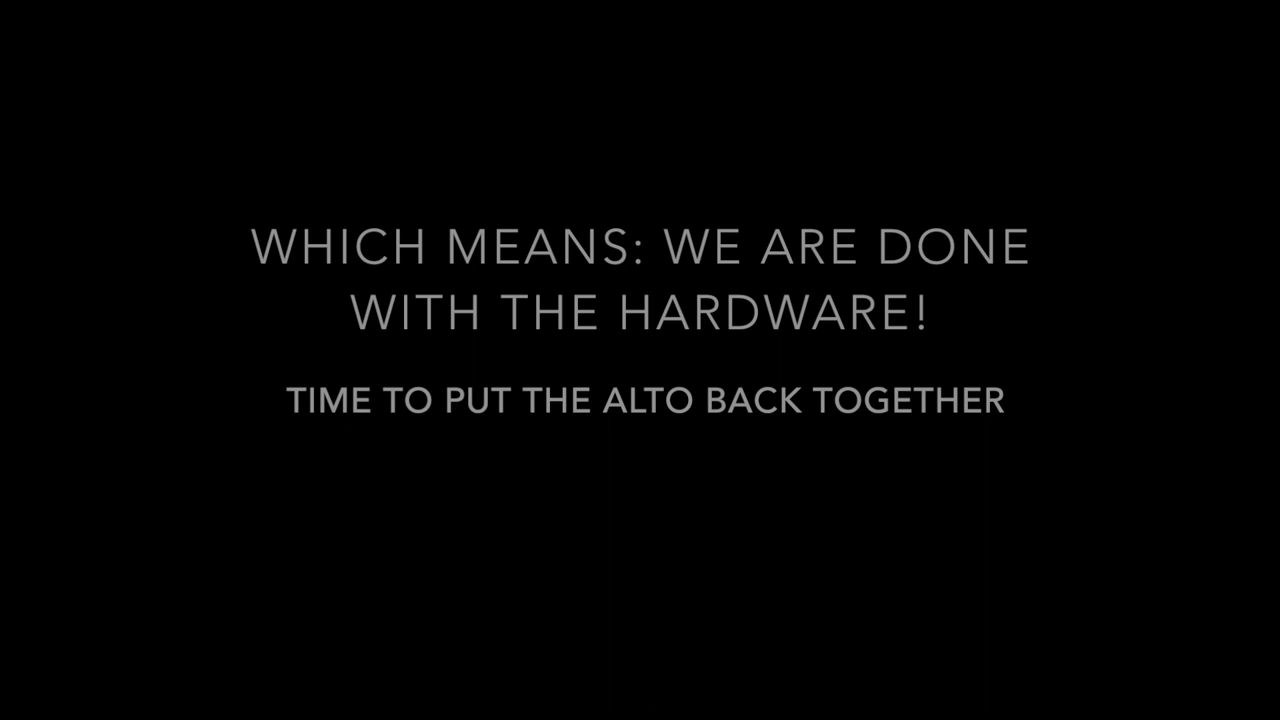 WHICH MEANS: WE ARE DONE
WITH THE HARDWARE!
TIME TO PUT THE ALTO BACK TOGETHER